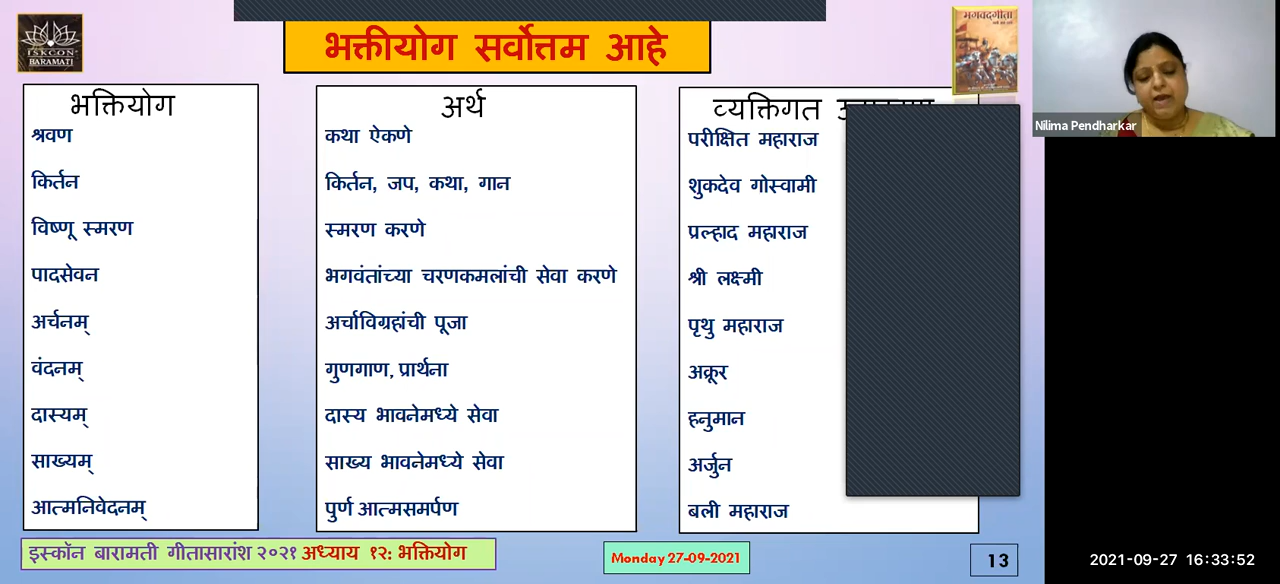 भक्तीयोग सर्वोत्तम आहे
ISKCON
BARAMATI
भगवद्‌गीता
Nilima Pendharkar
भक्तियोग अर्थ व्यक्तिगत
श्रवण कथा ऐकणे परीक्षित महाराज
किर्तन किर्तन, जप, कथा, गान शुकदेव गोस्वामी
विष्णू स्मरण स्मरण करणे प्रल्हाद महाराज
पादसेवन भगवंतांच्या चरणकमलांची सेवा करणे श्री लक्ष्मी
अर्चनम् अर्चाविग्रहांची पूजा पृथु महाराज
वंदनम् गुणगाण, प्रार्थना अक्रूर
दास्यम् दास्य भावनेमध्ये सेवा हनुमान
साख्यम् साख्य भावनेमध्ये सेवा अर्जुन
आत्मनिवेदनम् पुर्ण आत्मसमर्पण बली महाराज
इस्कॉन बारामती गीतासारांश २०२१ अध्याय १२: भक्तियोग
Monday 27-09-2021
13
2021-09-27 16:33:52